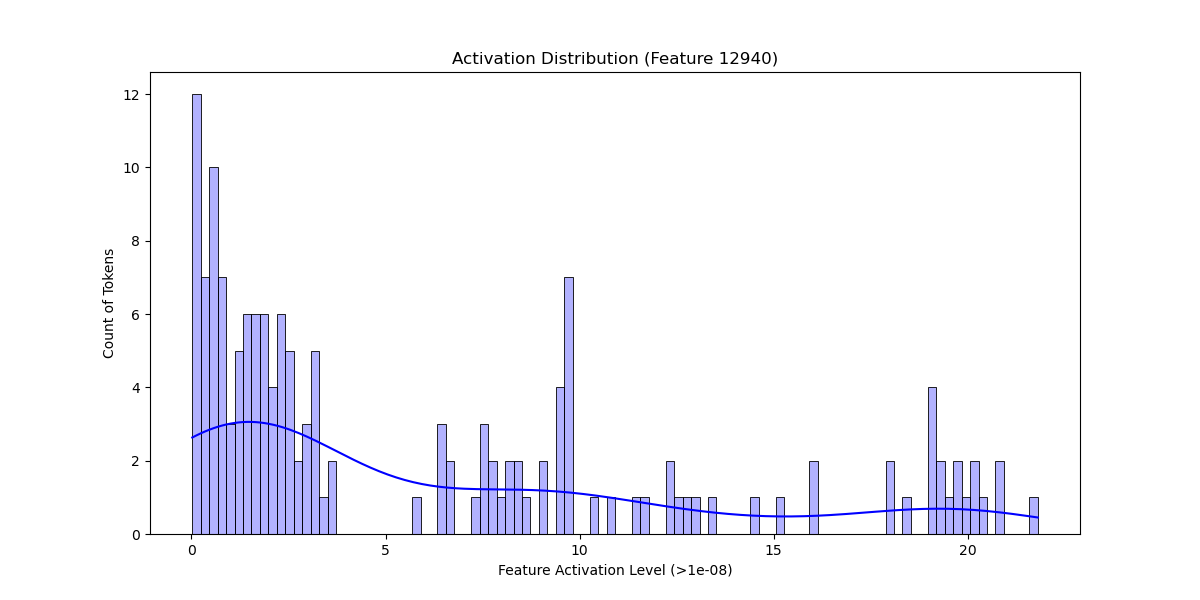 Activation Distribution (Feature 12940)
12
10
8
6
4
2
0
Count of Tokens
0 5 10 15 20
Feature Activation Level (>1e-08)